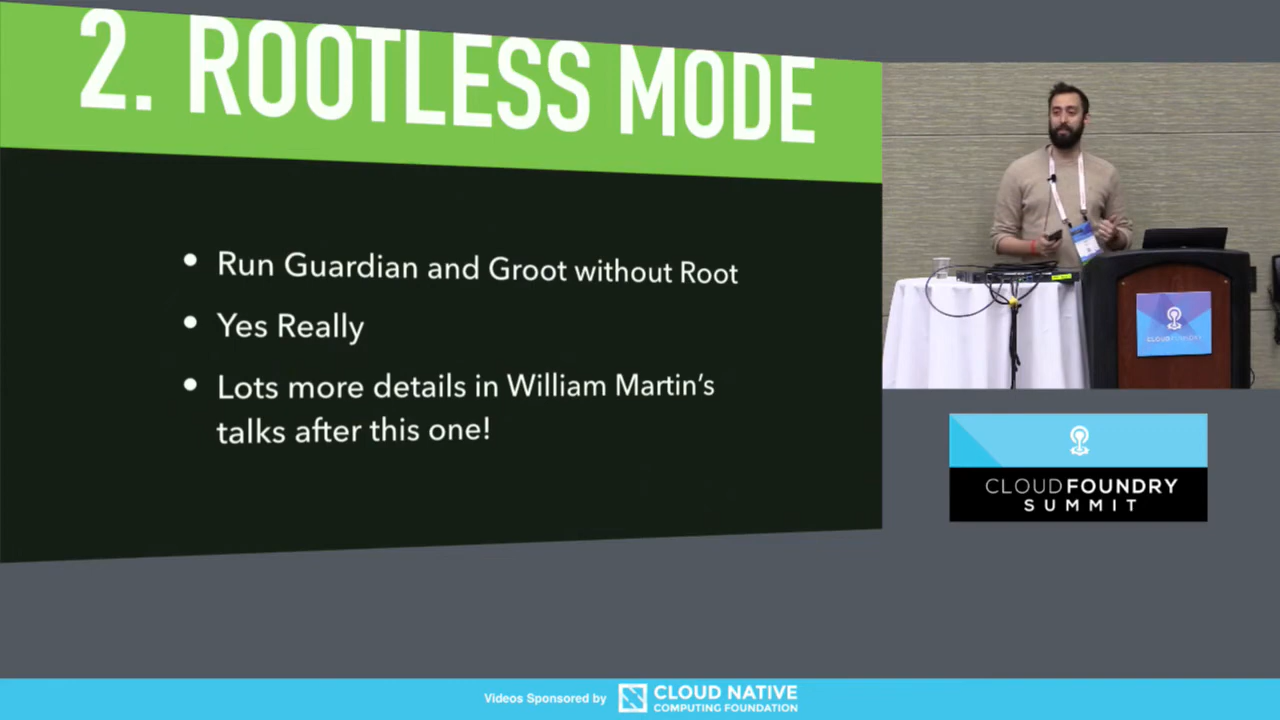 2. ROOTLESS MODE
• Run Guardian and Groot without Root
• Yes Really
• Lots more details in William Martin's
talks after this one!
CLOUDFOUNDRY
CLOUDFOUNDRY
SUMMIT
Videos Sponsored by
CLOUD NATIVE
COMPUTING FOUNDATION